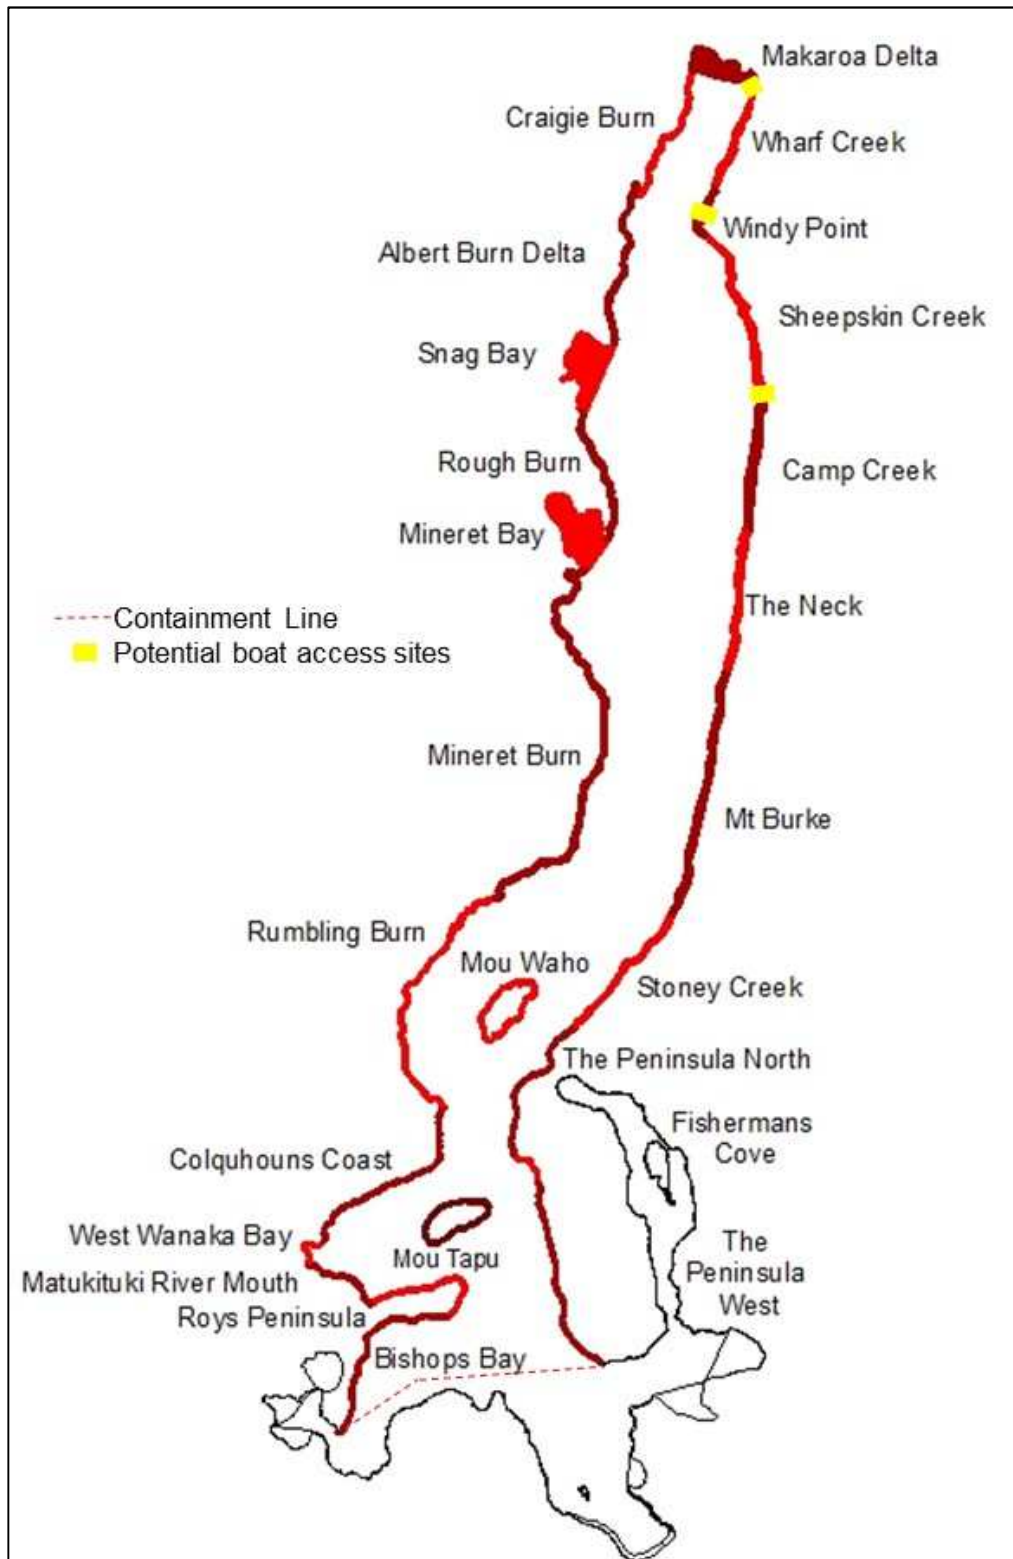 Makaroa Delta
Craigie Burn
Wharf Creek
Windy Point
Albert Burn Delta
Sheepskin Creek
Snag Bay
Rough Burn
Camp Creek
Mineret Bay
The Neck
Containment Line
Potential boat access sites
Mineret Burn
Mt Burke
Rumbling Burn
Mou Waho
Stoney Creek
The Peninsula North
Fishermans
Cove
Colquhouns Coast
West Wanaka Bay
Mou Tapu
The
Peninsula
West
Matukituki River Mouth
Roys Peninsula
Bishops Bay